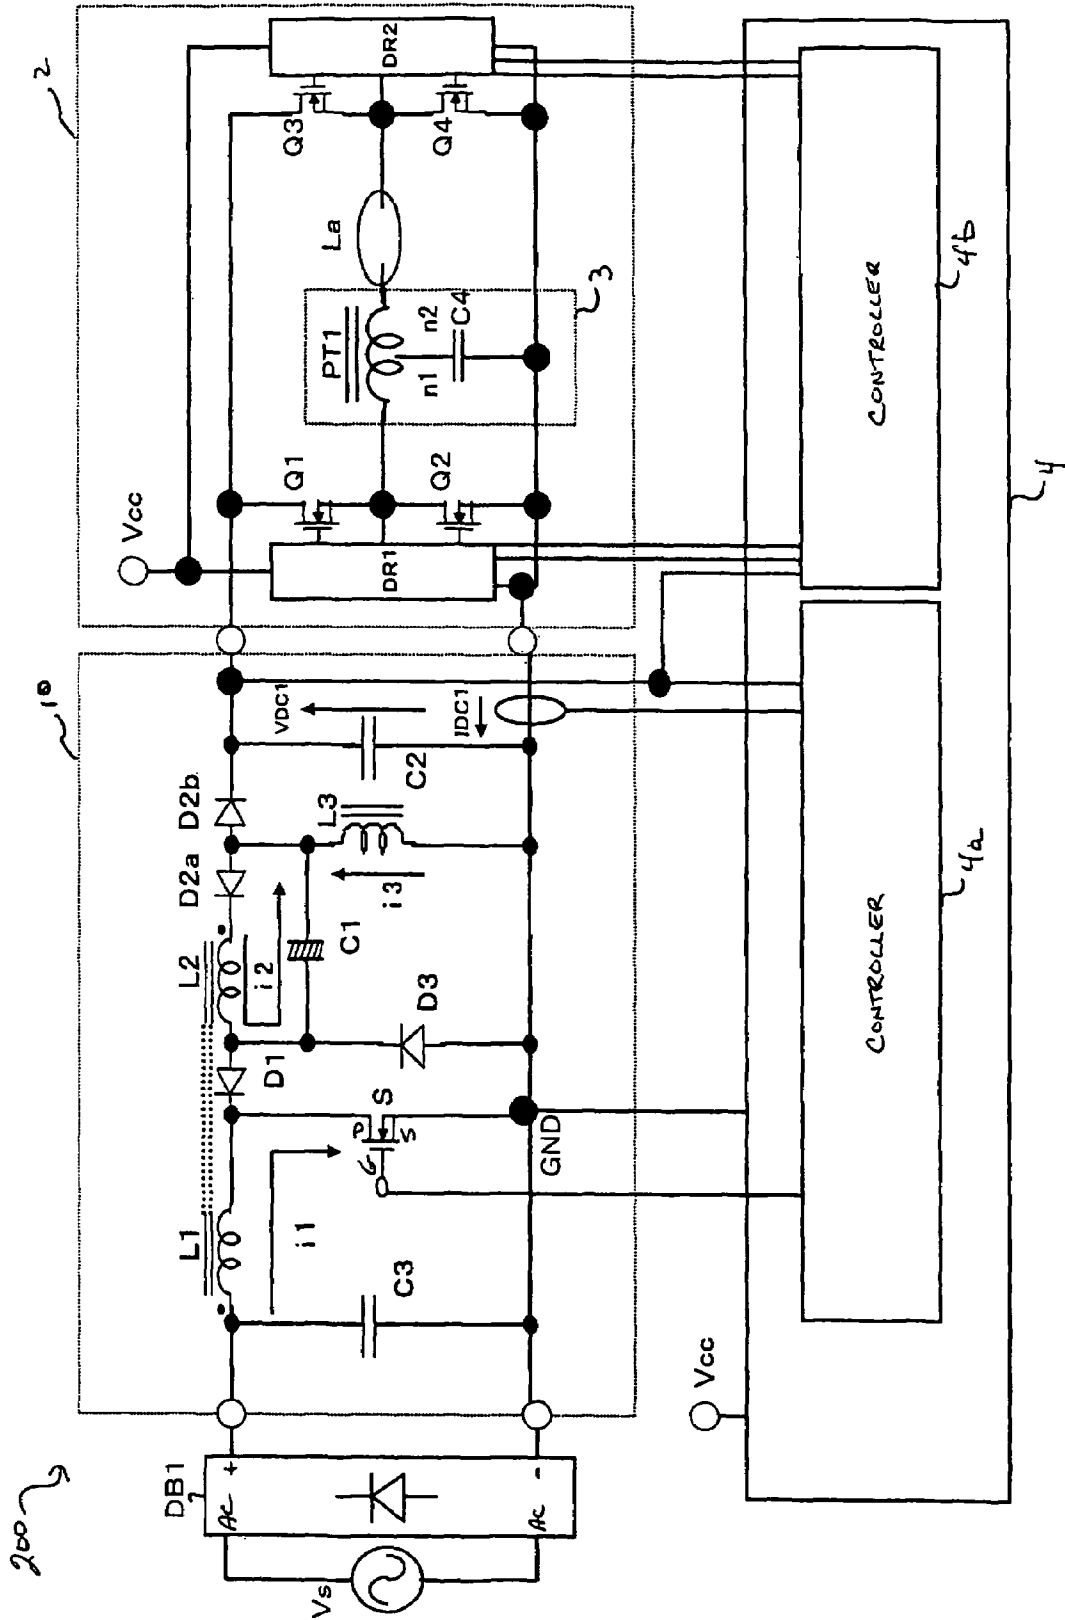 200
Vs
DB1
AC +
AC -
10
L1
i1
C3
D1
L2
i2
D2a
D2b
C1
D3
P
G
S
S
GND
L3
i3
C2
VDC1
IDC1
2
Vcc
DR1
Q1
Q2
PT1
n1
n2
C4
3
La
Q3
Q4
DR2
Vcc
CONTROLLER
4a
CONTROLLER
4b
4